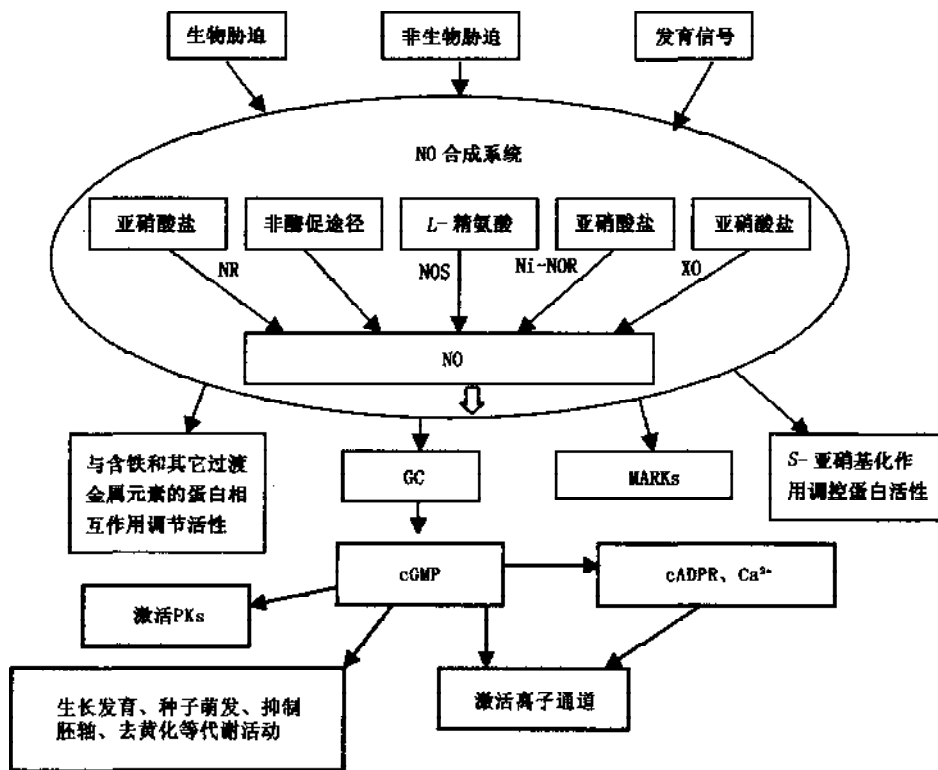 生物胁迫
非生物胁迫
发育信号
NO 合成系统
亚硝酸盐
非酶促途径
L- 精氨酸
亚硝酸盐
亚硝酸盐
NR
NOS
Ni-NOR
XO
NO
与含铁和其它过渡
金属元素的蛋白相
互作用调节活性
GC
MARKs
S- 亚硝基化作
用调控蛋白活性
cGMP
cADPR、Ca²⁺
激活PKs
生长发育、种子萌发、抑制
胚轴、去黄化等代谢活动
激活离子通道